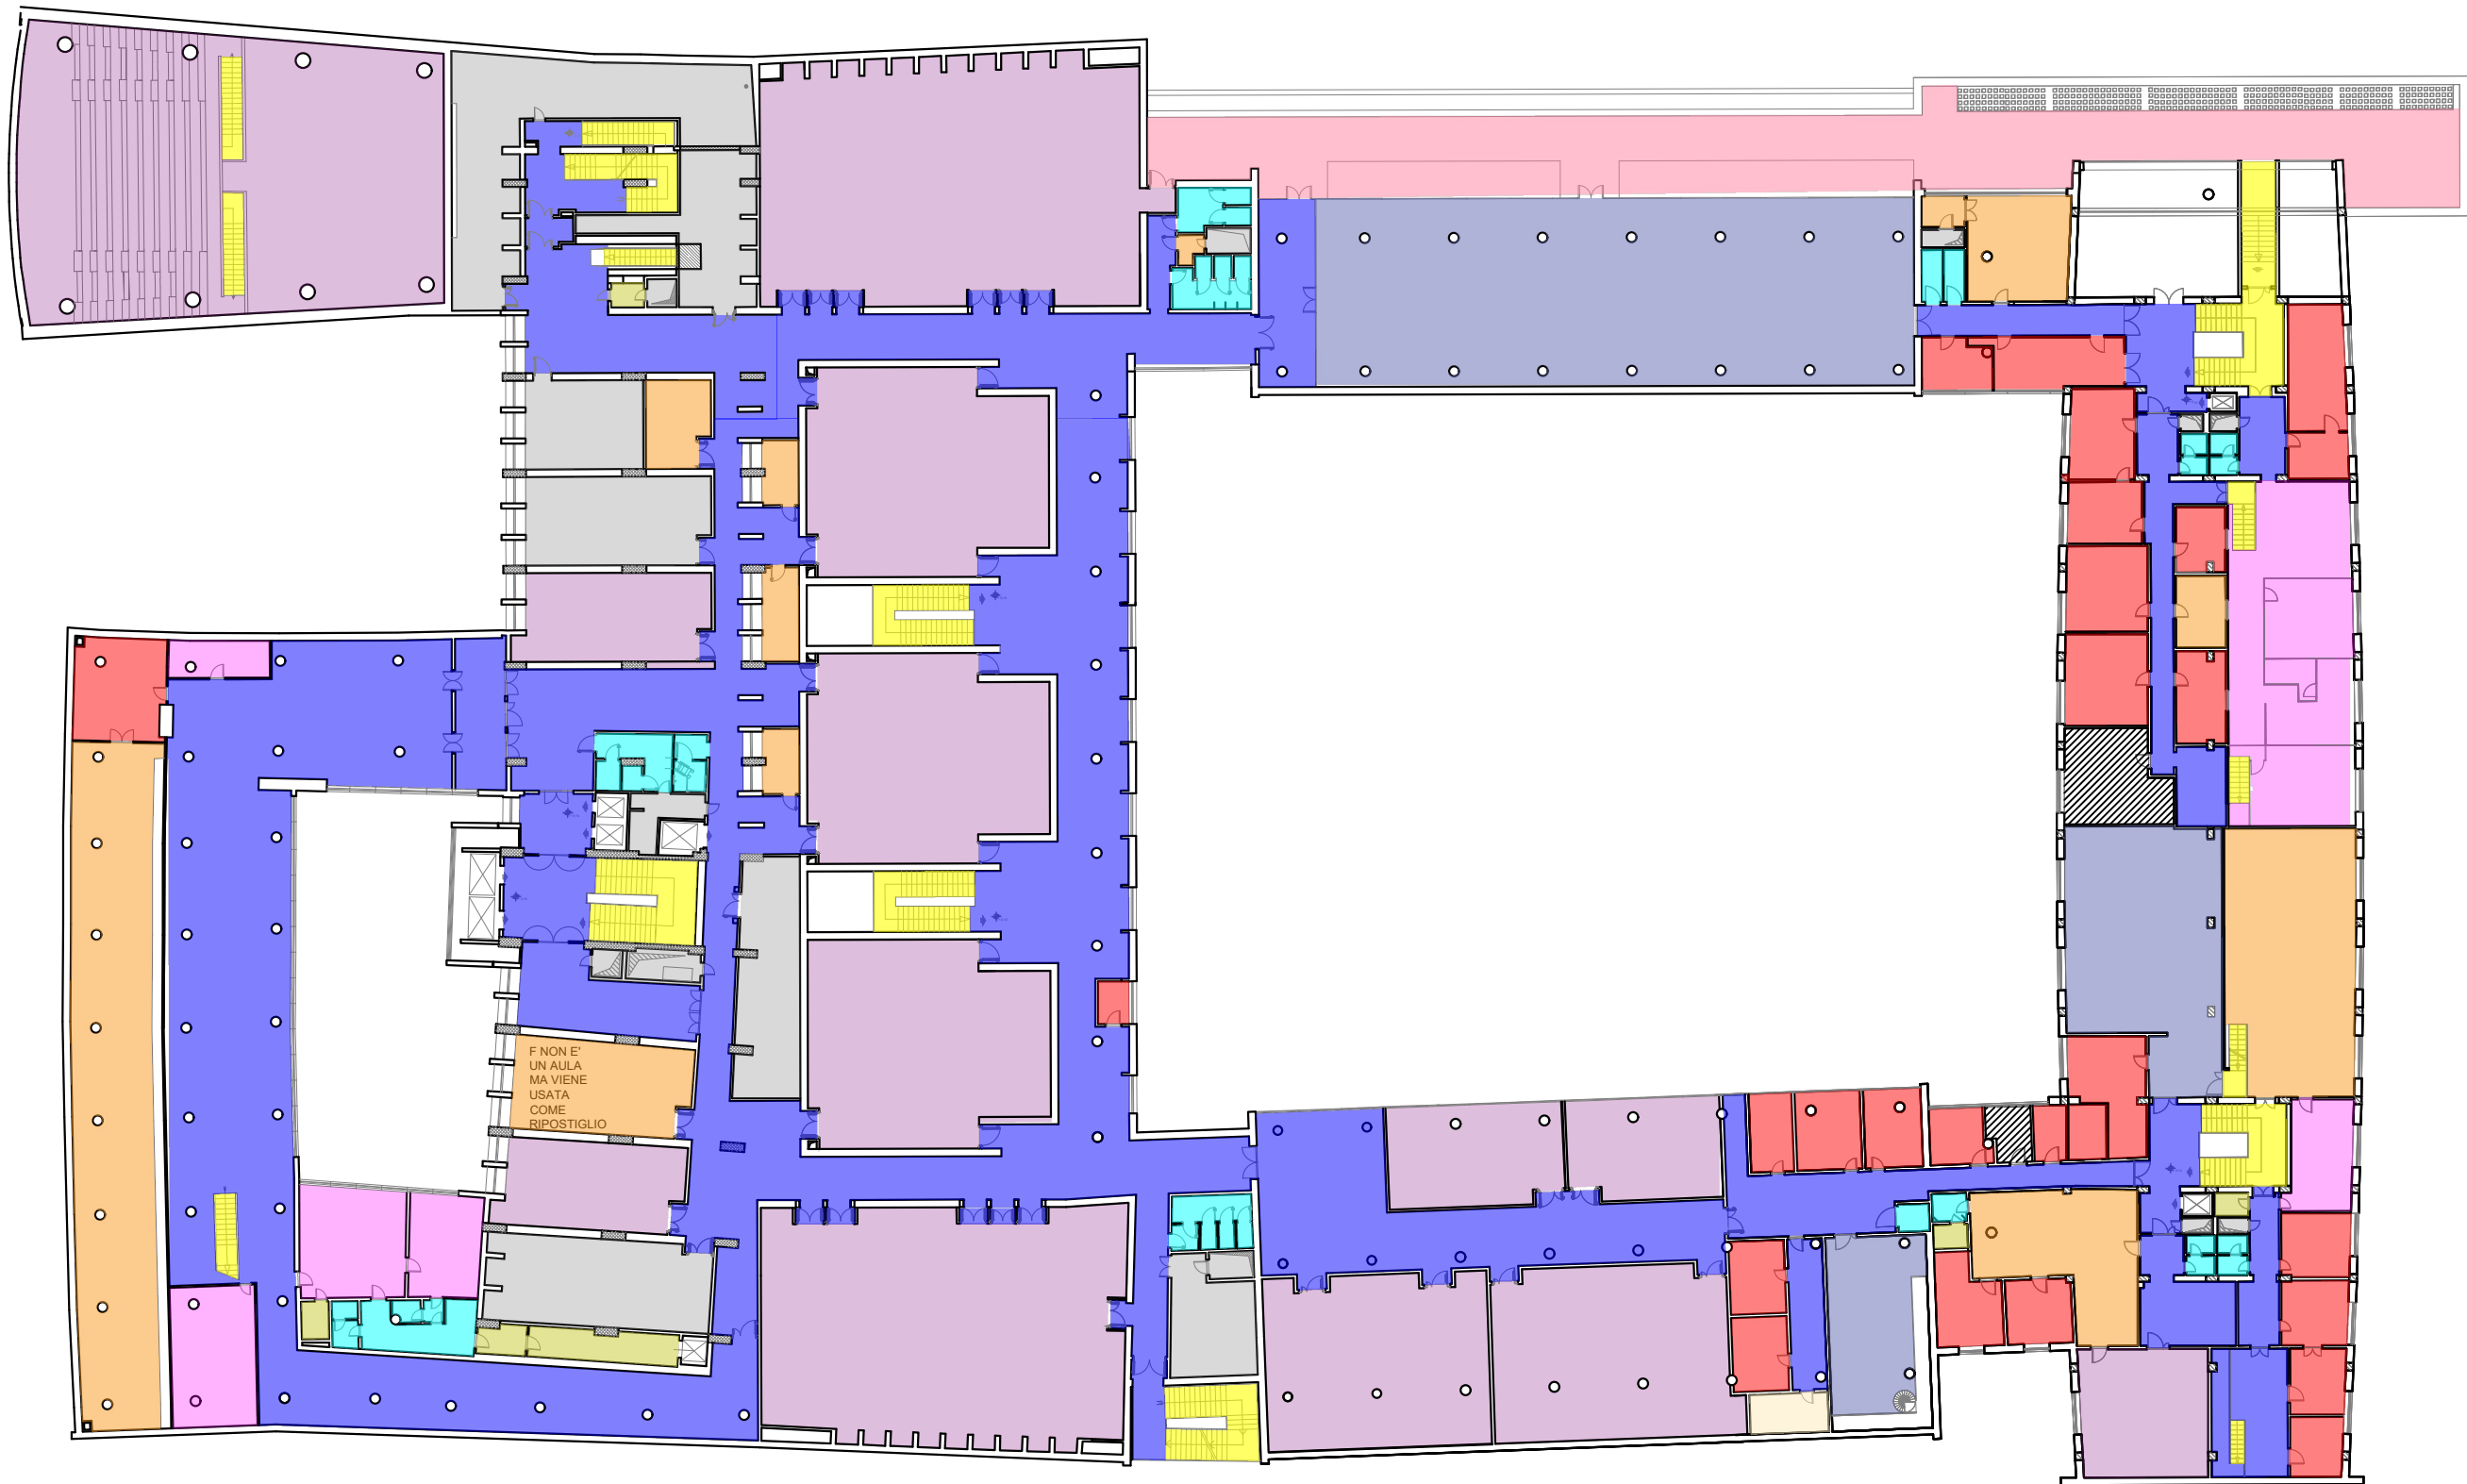 F NON E'
UN AULA
MA VIENE
USATA
COME
RIPOSTIGLIO